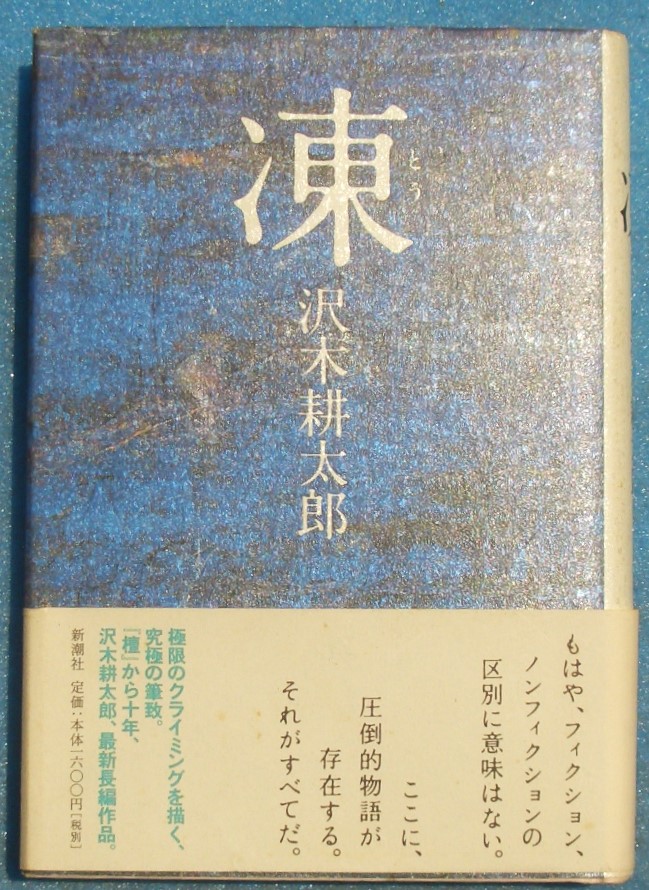 凍
とう
沢木耕太郎
もはや、フィクション、
ノンフィクションの
区別に意味はない。
ここに、
圧倒的物語が
存在する。
それがすべてだ。
極限のクライミングを描く、
究極の筆致。
『檀』から十年、
沢木耕太郎、最新長編作品。
新潮社 定価:本体一六〇〇円[税別]